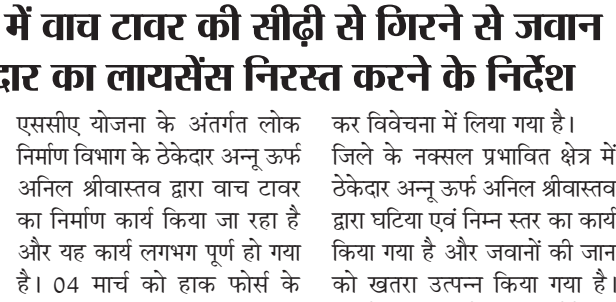 में वाच टावर की सीढ़ी से गिरने से जवान
दार का लायसेंस निरस्त करने के निर्देश
एससीए योजना के अंतर्गत लोक
निर्माण विभाग के ठेकेदार अन्नू ऊर्फ
अनिल श्रीवास्तव द्वारा वाच टावर
का निर्माण कार्य किया जा रहा है
और यह कार्य लगभग पूर्ण हो गया
है। 04 मार्च को हाक फोर्स के
कर विवेचना में लिया गया है।
जिले के नक्सल प्रभावित क्षेत्र में
ठेकेदार अन्नू ऊर्फ अनिल श्रीवास्तव
द्वारा घटिया एवं निम्न स्तर का कार्य
किया गया है और जवानों की जान
को खतरा उत्पन्न किया गया है।